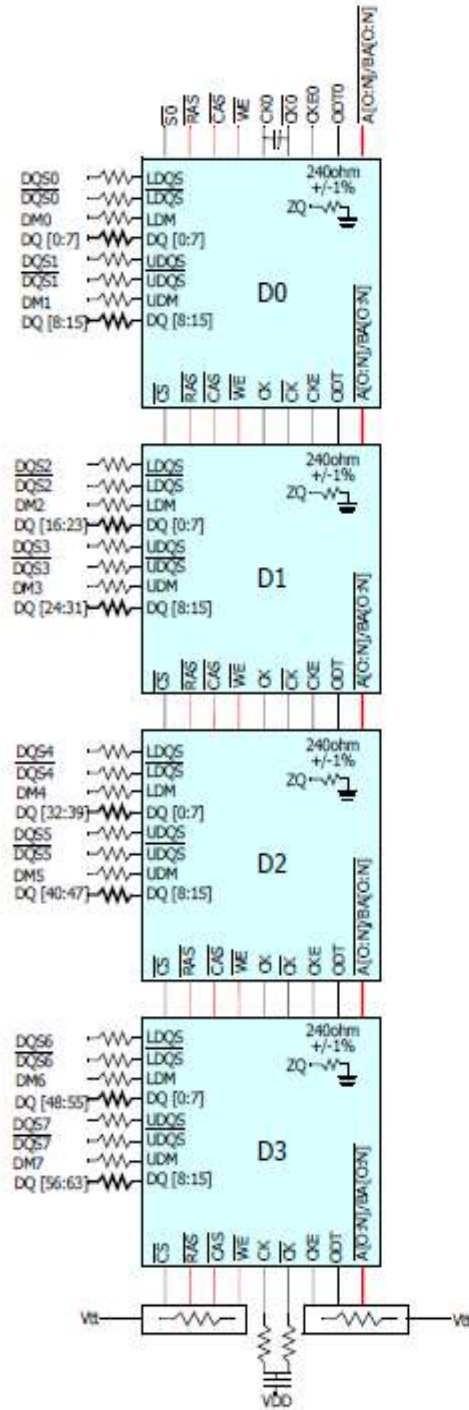 S0 RAS CAS WE CK0 CK0 CKE0 ODT0 A[O:N]/BA[O:N]
DQS0 LDQS 240ohm
+/-1%
DQS0 LDQS ZQ
DM0 LDM
DQ [0:7] DQ [0:7]
DQS1 UDQS
DQS1 UDQS
DM1 UDM
DQ [8:15] DQ [8:15]
D0
CS RAS CAS WE CK CK CKE ODT A[O:N]/BA[O:N]
DQS2 LDQS 240ohm
+/-1%
DQS2 LDQS ZQ
DM2 LDM
DQ [16:23] DQ [0:7]
DQS3 UDQS
DQS3 UDQS
DM3 UDM
DQ [24:31] DQ [8:15]
D1
CS RAS CAS WE CK CK CKE ODT A[O:N]/BA[O:N]
DQS4 LDQS 240ohm
+/-1%
DQS4 LDQS ZQ
DM4 LDM
DQ [32:39] DQ [0:7]
DQS5 UDQS
DQS5 UDQS
DM5 UDM
DQ [40:47] DQ [8:15]
D2
CS RAS CAS WE CK CK CKE ODT A[O:N]/BA[O:N]
DQS6 LDQS 240ohm
+/-1%
DQS6 LDQS ZQ
DM6 LDM
DQ [48:55] DQ [0:7]
DQS7 UDQS
DQS7 UDQS
DM7 UDM
DQ [56:63] DQ [8:15]
D3
CS RAS CAS WE CK CK CKE ODT A[O:N]/BA[O:N]
Vtt Vtt
VDD